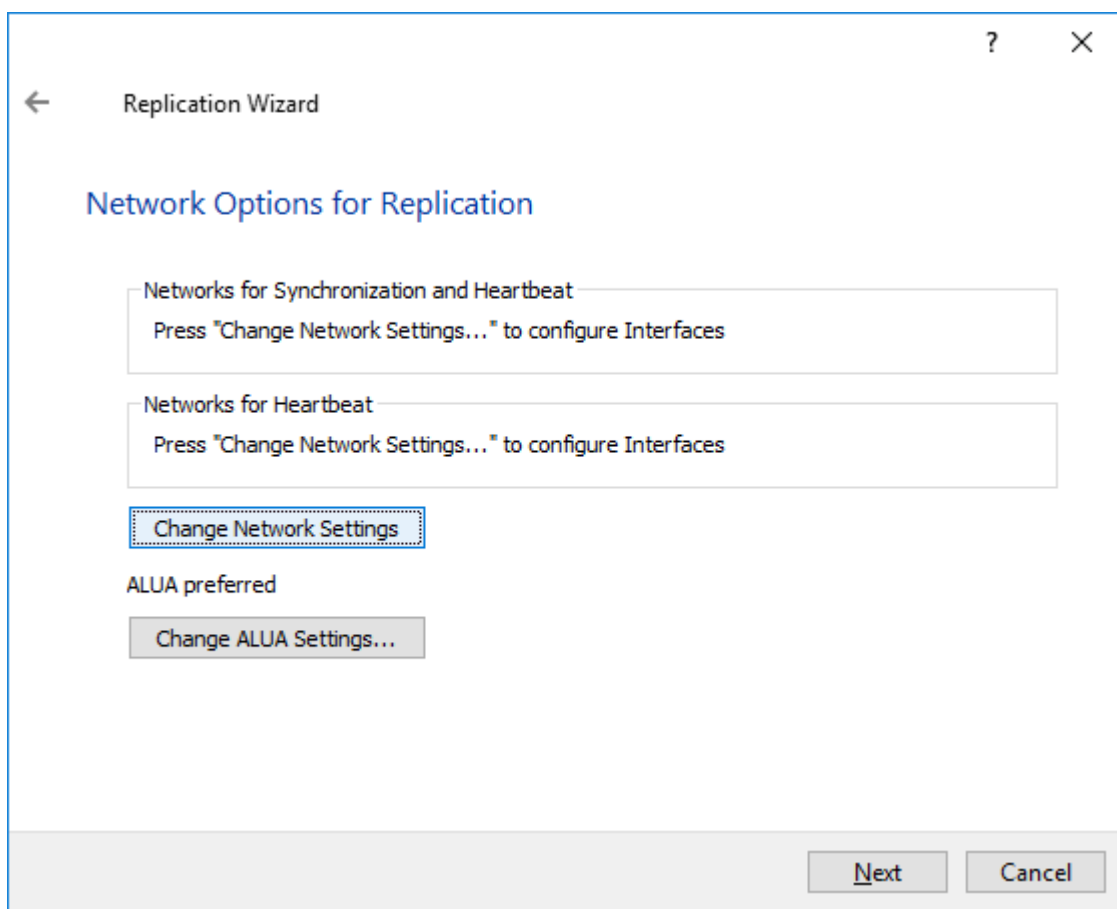 ?
Replication Wizard
Network Options for Replication
Networks for Synchronization and Heartbeat
Press "Change Network Settings..." to configure Interfaces
Networks for Heartbeat
Press "Change Network Settings..." to configure Interfaces
Change Network Settings
ALUA preferred
Change ALUA Settings...
Next
Cancel